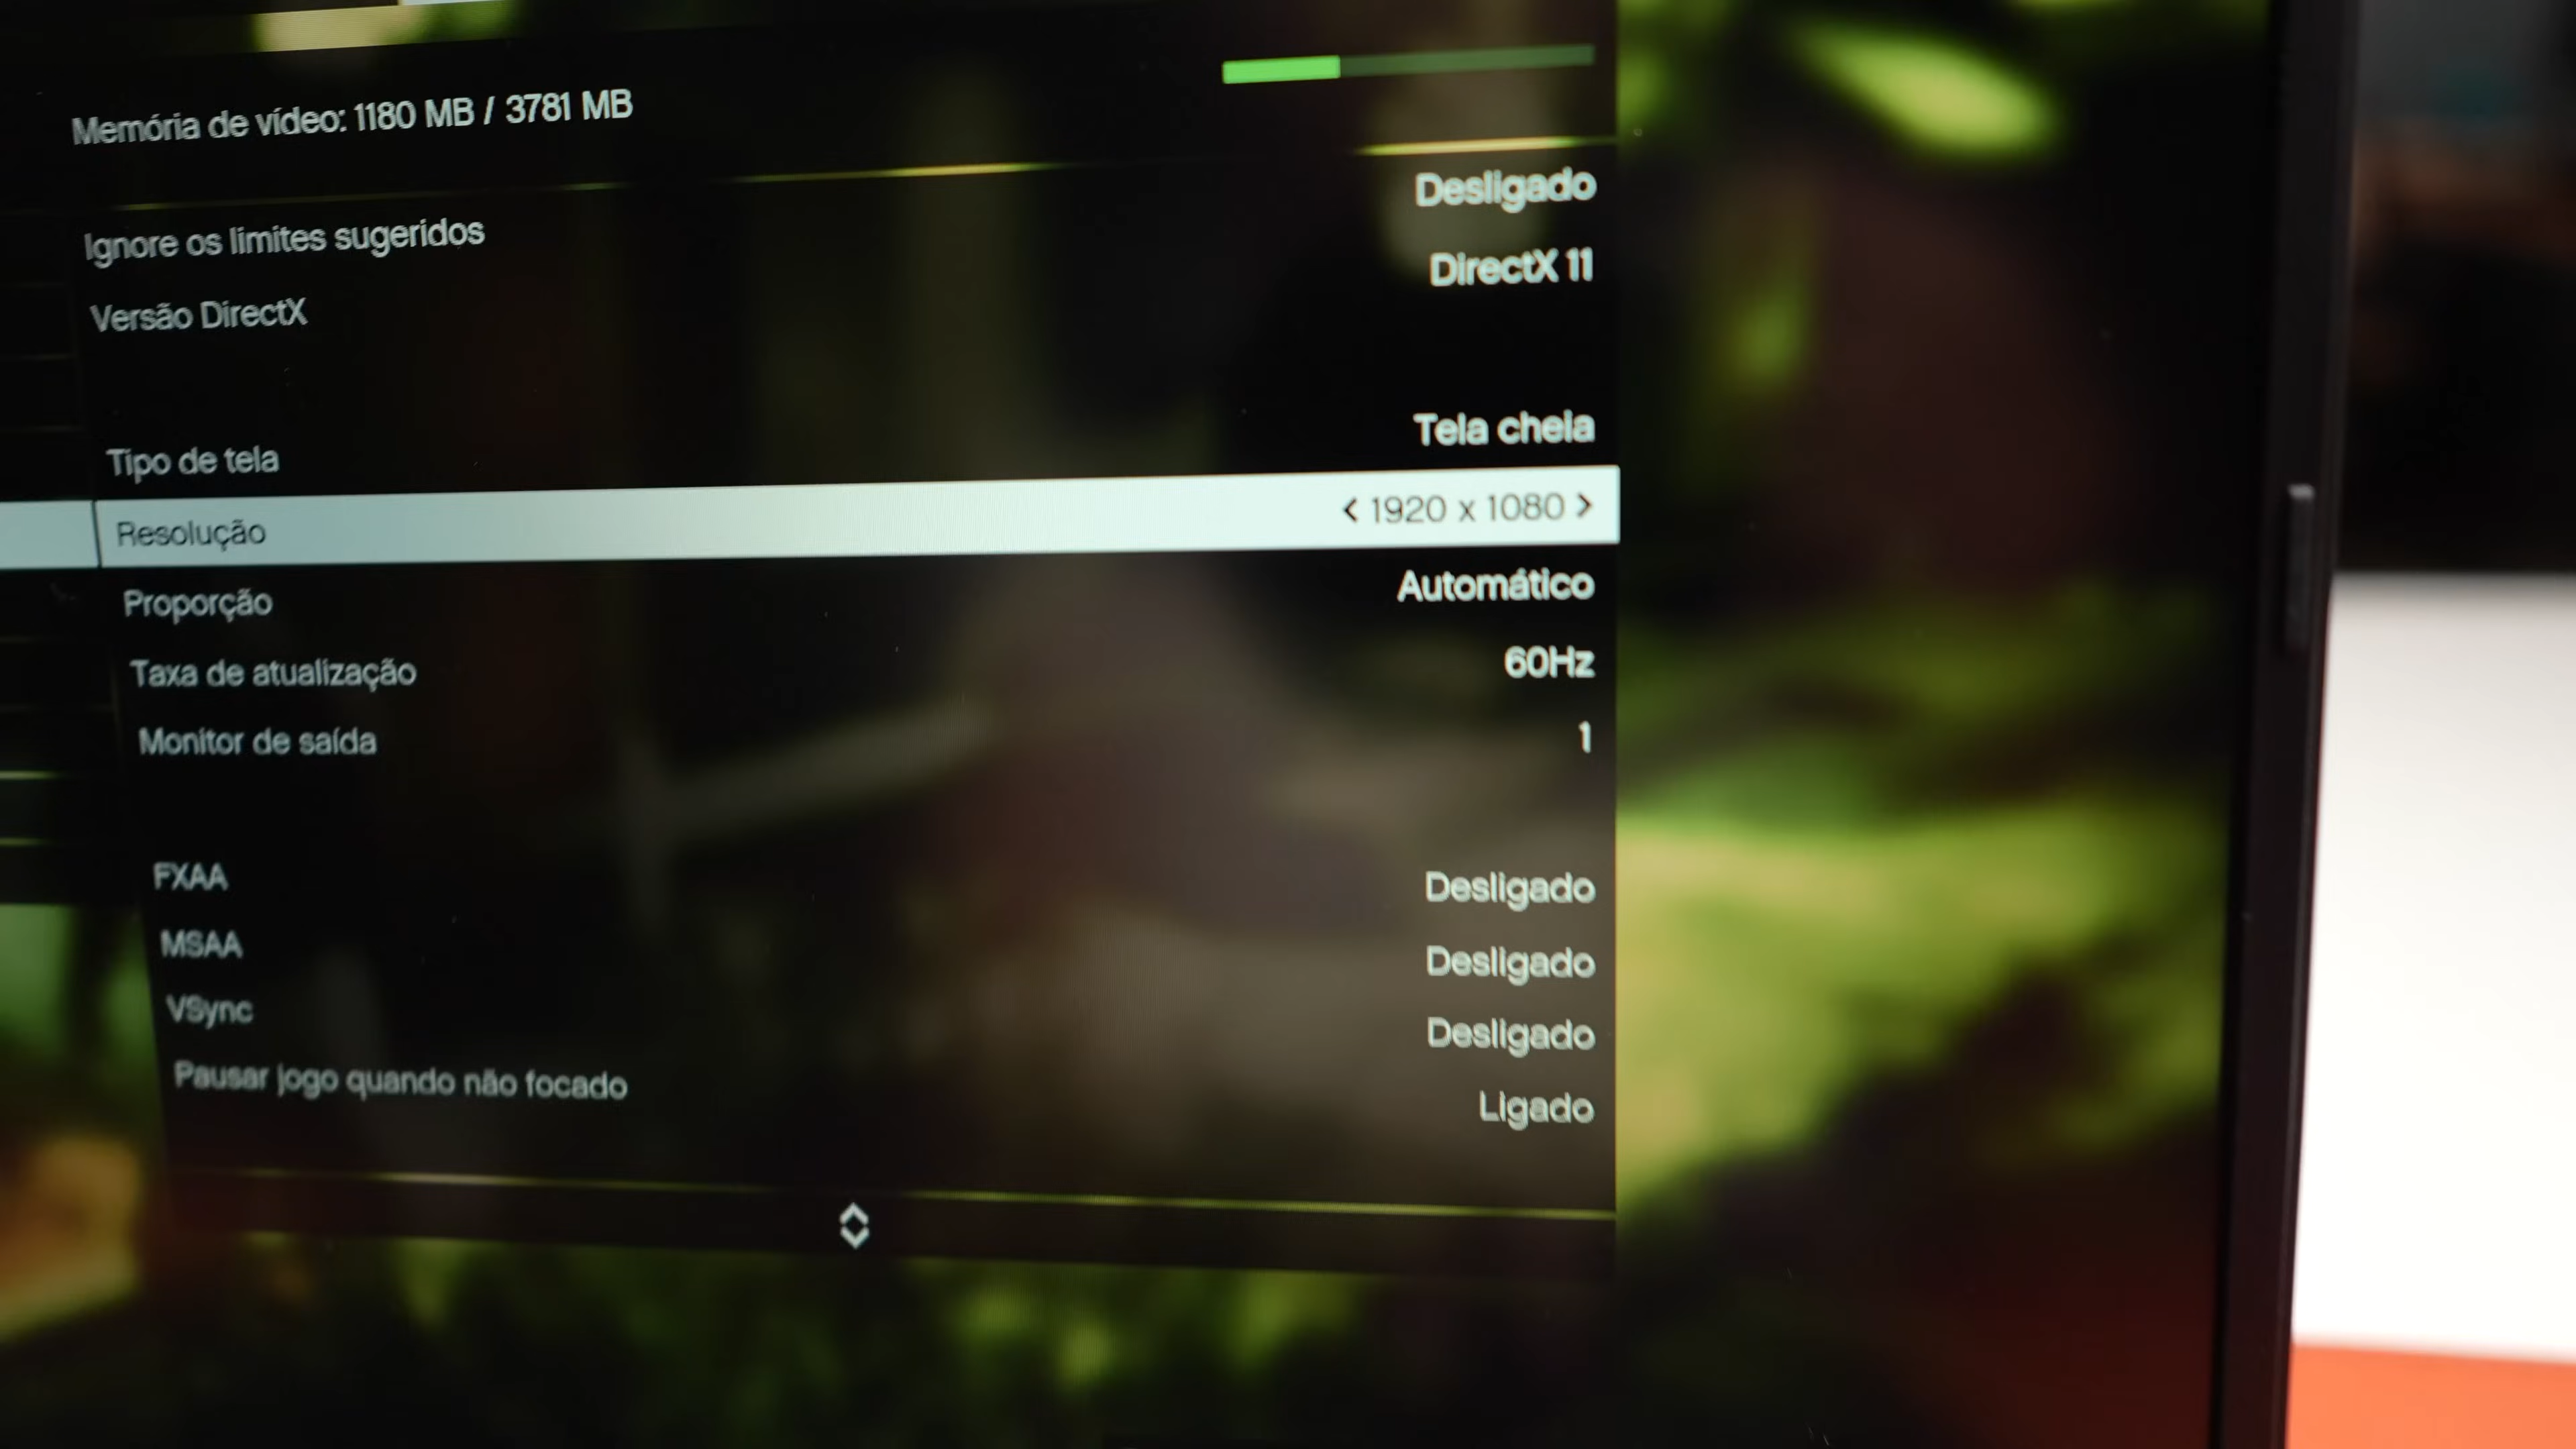 Memória de vídeo: 1180 MB / 3781 MB
Ignore os limites sugeridos Desligado
Versão DirectX DirectX 11
Tipo de tela Tela cheia
Resolução < 1920 x 1080 >
Proporção Automático
Taxa de atualização 60Hz
Monitor de saída 1
FXAA Desligado
MSAA Desligado
VSync Desligado
Pausar jogo quando não focado Ligado